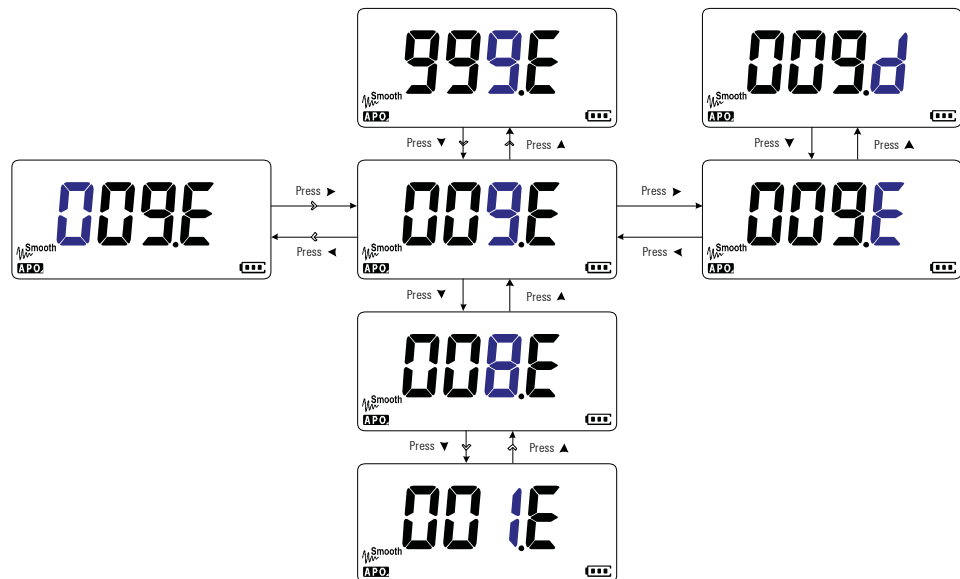 999.E
Smooth
APO
009.d
Smooth
APO
Press ▼
Press ▲
Press ▼
Press ▲
009.E
Smooth
APO
Press ►
Press ◄
009.E
Smooth
APO
Press ►
Press ◄
009.E
Smooth
APO
Press ▼
Press ▲
008.E
Smooth
APO
Press ▼
Press ▲
001.E
Smooth
APO